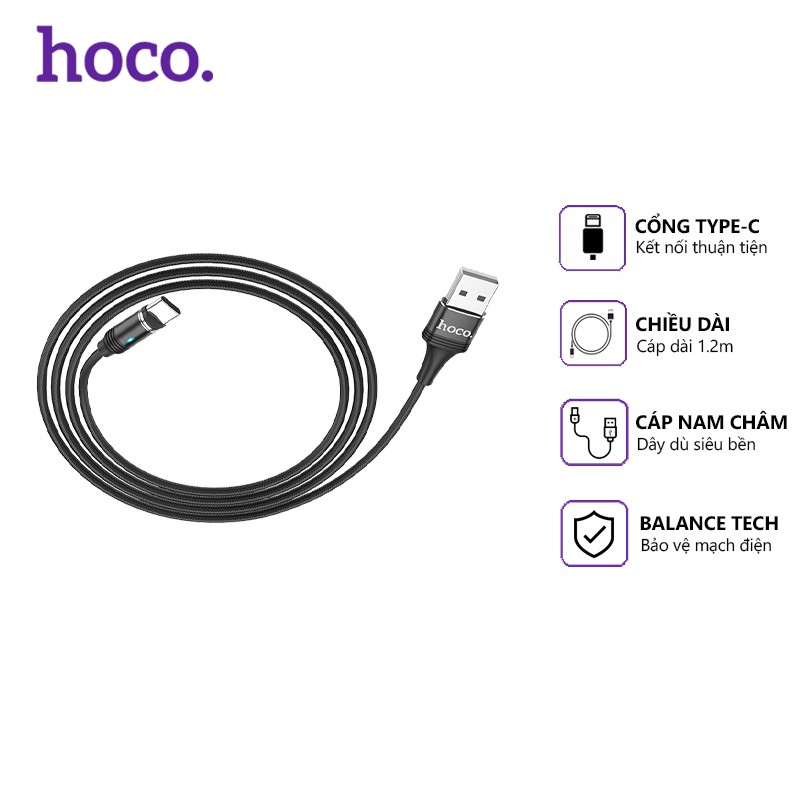 hoco.
hoco.
CỔNG TYPE-C
Kết nối thuận tiện
CHIỀU DÀI
Cáp dài 1.2m
CÁP NAM CHÂM
Dây dù siêu bền
BALANCE TECH
Bảo vệ mạch điện